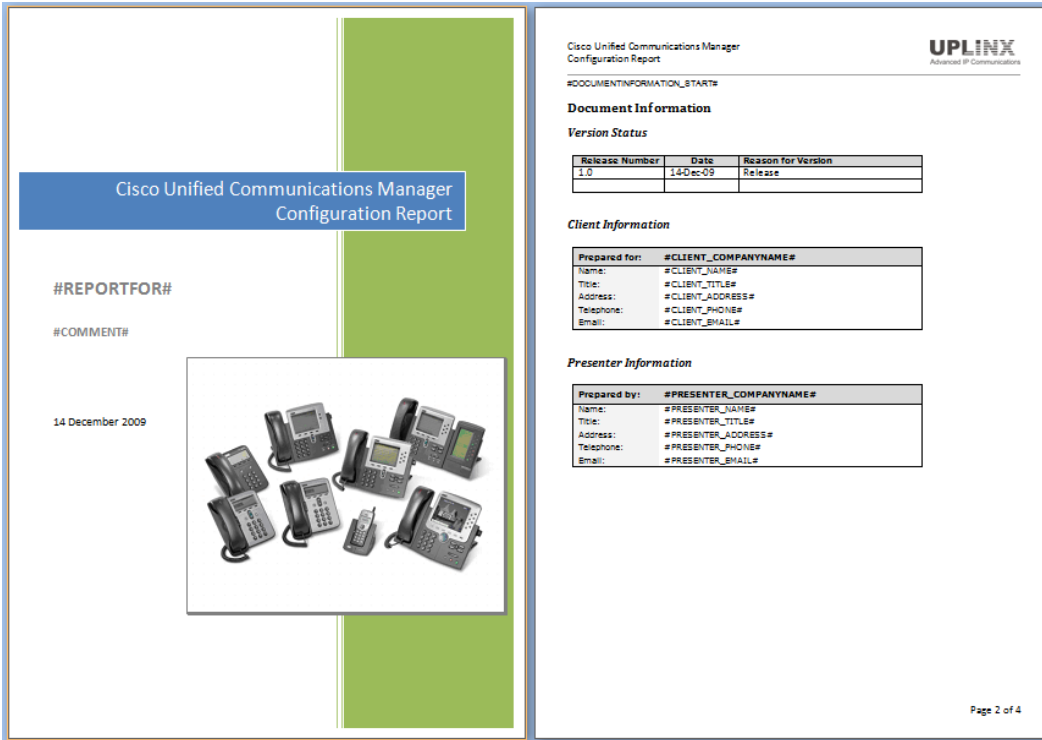 Cisco Unified Communications Manager
Configuration Report
#REPORTFOR#
#COMMENT#
14 December 2009
Cisco Unified Communications Manager
Configuration Report
UPLINX
Advanced IP Communications
#DOCUMENTINFORMATION_START#
Document Information
Version Status
Release Number Date Reason for Version
1.0 14-Dec-09 Release
Client Information
Prepared for: #CLIENT_COMPANYNAME#
Name: #CLIENT_NAME#
Title: #CLIENT_TITLE#
Address: #CLIENT_ADDRESS#
Telephone: #CLIENT_PHONE#
Email: #CLIENT_EMAIL#
Presenter Information
Prepared by: #PRESENTER_COMPANYNAME#
Name: #PRESENTER_NAME#
Title: #PRESENTER_TITLE#
Address: #PRESENTER_ADDRESS#
Telephone: #PRESENTER_PHONE#
Email: #PRESENTER_EMAIL#
Page 2 of 4